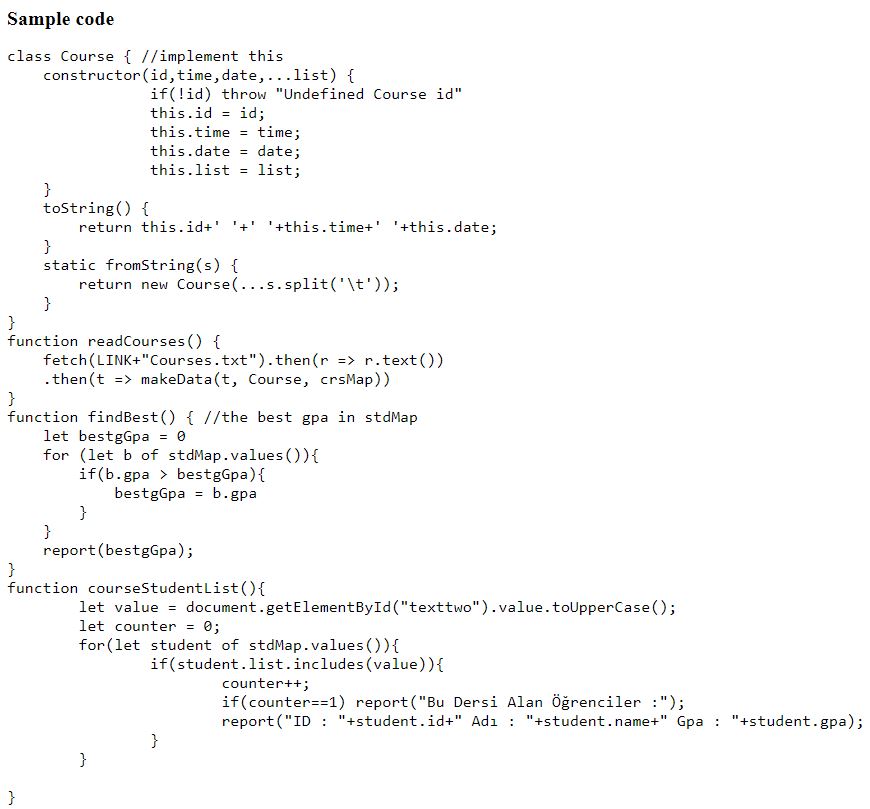 Sample code
class Course { //implement this
    constructor(id,time,date,...list) {
                if(!id) throw "Undefined Course id"
                this.id = id;
                this.time = time;
                this.date = date;
                this.list = list;
    }
    toString() {
        return this.id+' '+' '+this.time+' '+this.date;
    }
    static fromString(s) {
        return new Course(...s.split('\t'));
    }
}
function readCourses() {
    fetch(LINK+"Courses.txt").then(r => r.text())
    .then(t => makeData(t, Course, crsMap))
}
function findBest() { //the best gpa in stdMap
    let bestgGpa = 0
    for (let b of stdMap.values()){
        if(b.gpa > bestgGpa){
            bestgGpa = b.gpa
        }
    }
    report(bestgGpa);
}
function courseStudentList(){
        let value = document.getElementById("texttwo").value.toUpperCase();
        let counter = 0;
        for(let student of stdMap.values()){
                if(student.list.includes(value)){
                        counter++;
                        if(counter==1) report("Bu Dersi Alan Öğrenciler :");
                        report("ID : "+student.id+" Adı : "+student.name+" Gpa : "+student.gpa);
                }
        }

}